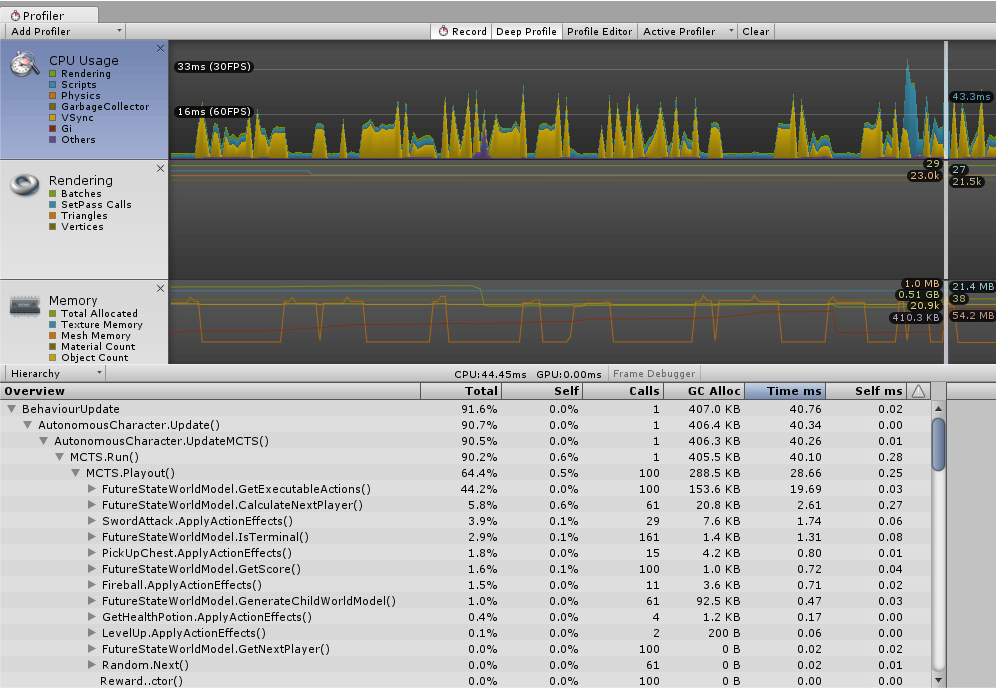 Profiler
Add Profiler Record Deep Profile Profile Editor Active Profiler Clear
CPU Usage
Rendering
Scripts
Physics
GarbageCollector
VSync
Gi
Others
33ms (30FPS)
16ms (60FPS)
43.3ms
Rendering
Batches
SetPass Calls
Triangles
Vertices
29 27
23.0k 21.5k
Memory
Total Allocated
Texture Memory
Mesh Memory
Material Count
Object Count
1.0 MB 21.4 MB
0.51 GB 38
20.9k
410.3 KB 54.2 MB
Hierarchy CPU:44.45ms GPU:0.00ms Frame Debugger
Overview Total Self Calls GC Alloc Time ms Self ms
BehaviourUpdate 91.6% 0.0% 1 407.0 KB 40.76 0.02
AutonomousCharacter.Update() 90.7% 0.0% 1 406.4 KB 40.34 0.00
AutonomousCharacter.UpdateMCTS() 90.5% 0.0% 1 406.3 KB 40.26 0.01
MCTS.Run() 90.2% 0.6% 1 405.5 KB 40.10 0.28
MCTS.Playout() 64.4% 0.5% 100 288.5 KB 28.66 0.25
FutureStateWorldModel.GetExecutableActions() 44.2% 0.0% 100 153.6 KB 19.69 0.03
FutureStateWorldModel.CalculateNextPlayer() 5.8% 0.6% 61 20.8 KB 2.61 0.27
SwordAttack.ApplyActionEffects() 3.9% 0.1% 29 7.6 KB 1.74 0.06
FutureStateWorldModel.IsTerminal() 2.9% 0.1% 161 1.4 KB 1.31 0.08
PickUpChest.ApplyActionEffects() 1.8% 0.0% 15 4.2 KB 0.80 0.01
FutureStateWorldModel.GetScore() 1.6% 0.1% 100 1.0 KB 0.72 0.04
Fireball.ApplyActionEffects() 1.5% 0.0% 11 3.6 KB 0.71 0.02
FutureStateWorldModel.GenerateChildWorldModel() 1.0% 0.0% 61 92.5 KB 0.47 0.03
GetHealthPotion.ApplyActionEffects() 0.4% 0.0% 4 1.2 KB 0.17 0.00
LevelUp.ApplyActionEffects() 0.1% 0.0% 2 200 B 0.06 0.00
FutureStateWorldModel.GetNextPlayer() 0.0% 0.0% 100 0 B 0.02 0.02
Random.Next() 0.0% 0.0% 61 0 B 0.02 0.01
Reward..ctor() 0.0% 0.0% 100 0 B 0.00 0.00